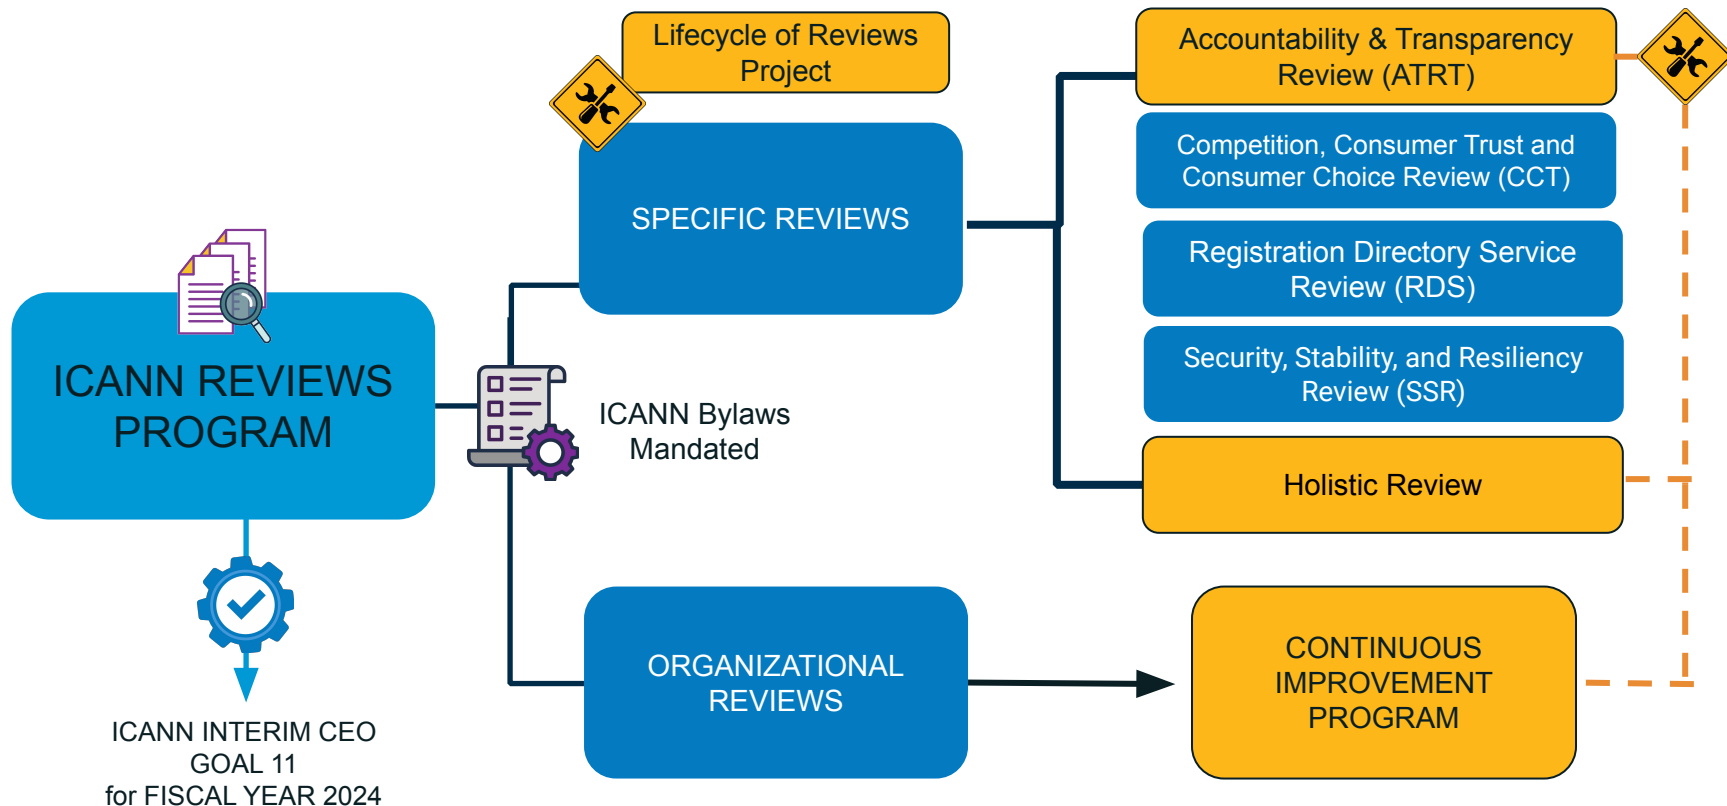 Lifecycle of Reviews
Project
Accountability & Transparency
Review (ATRT)
Competition, Consumer Trust and
Consumer Choice Review (CCT)
SPECIFIC REVIEWS
Registration Directory Service
Review (RDS)
Security, Stability, and Resiliency
Review (SSR)
ICANN REVIEWS
PROGRAM
ICANN Bylaws
Mandated
Holistic Review
ORGANIZATIONAL
REVIEWS
CONTINUOUS
IMPROVEMENT
PROGRAM
ICANN INTERIM CEO
GOAL 11
for FISCAL YEAR 2024